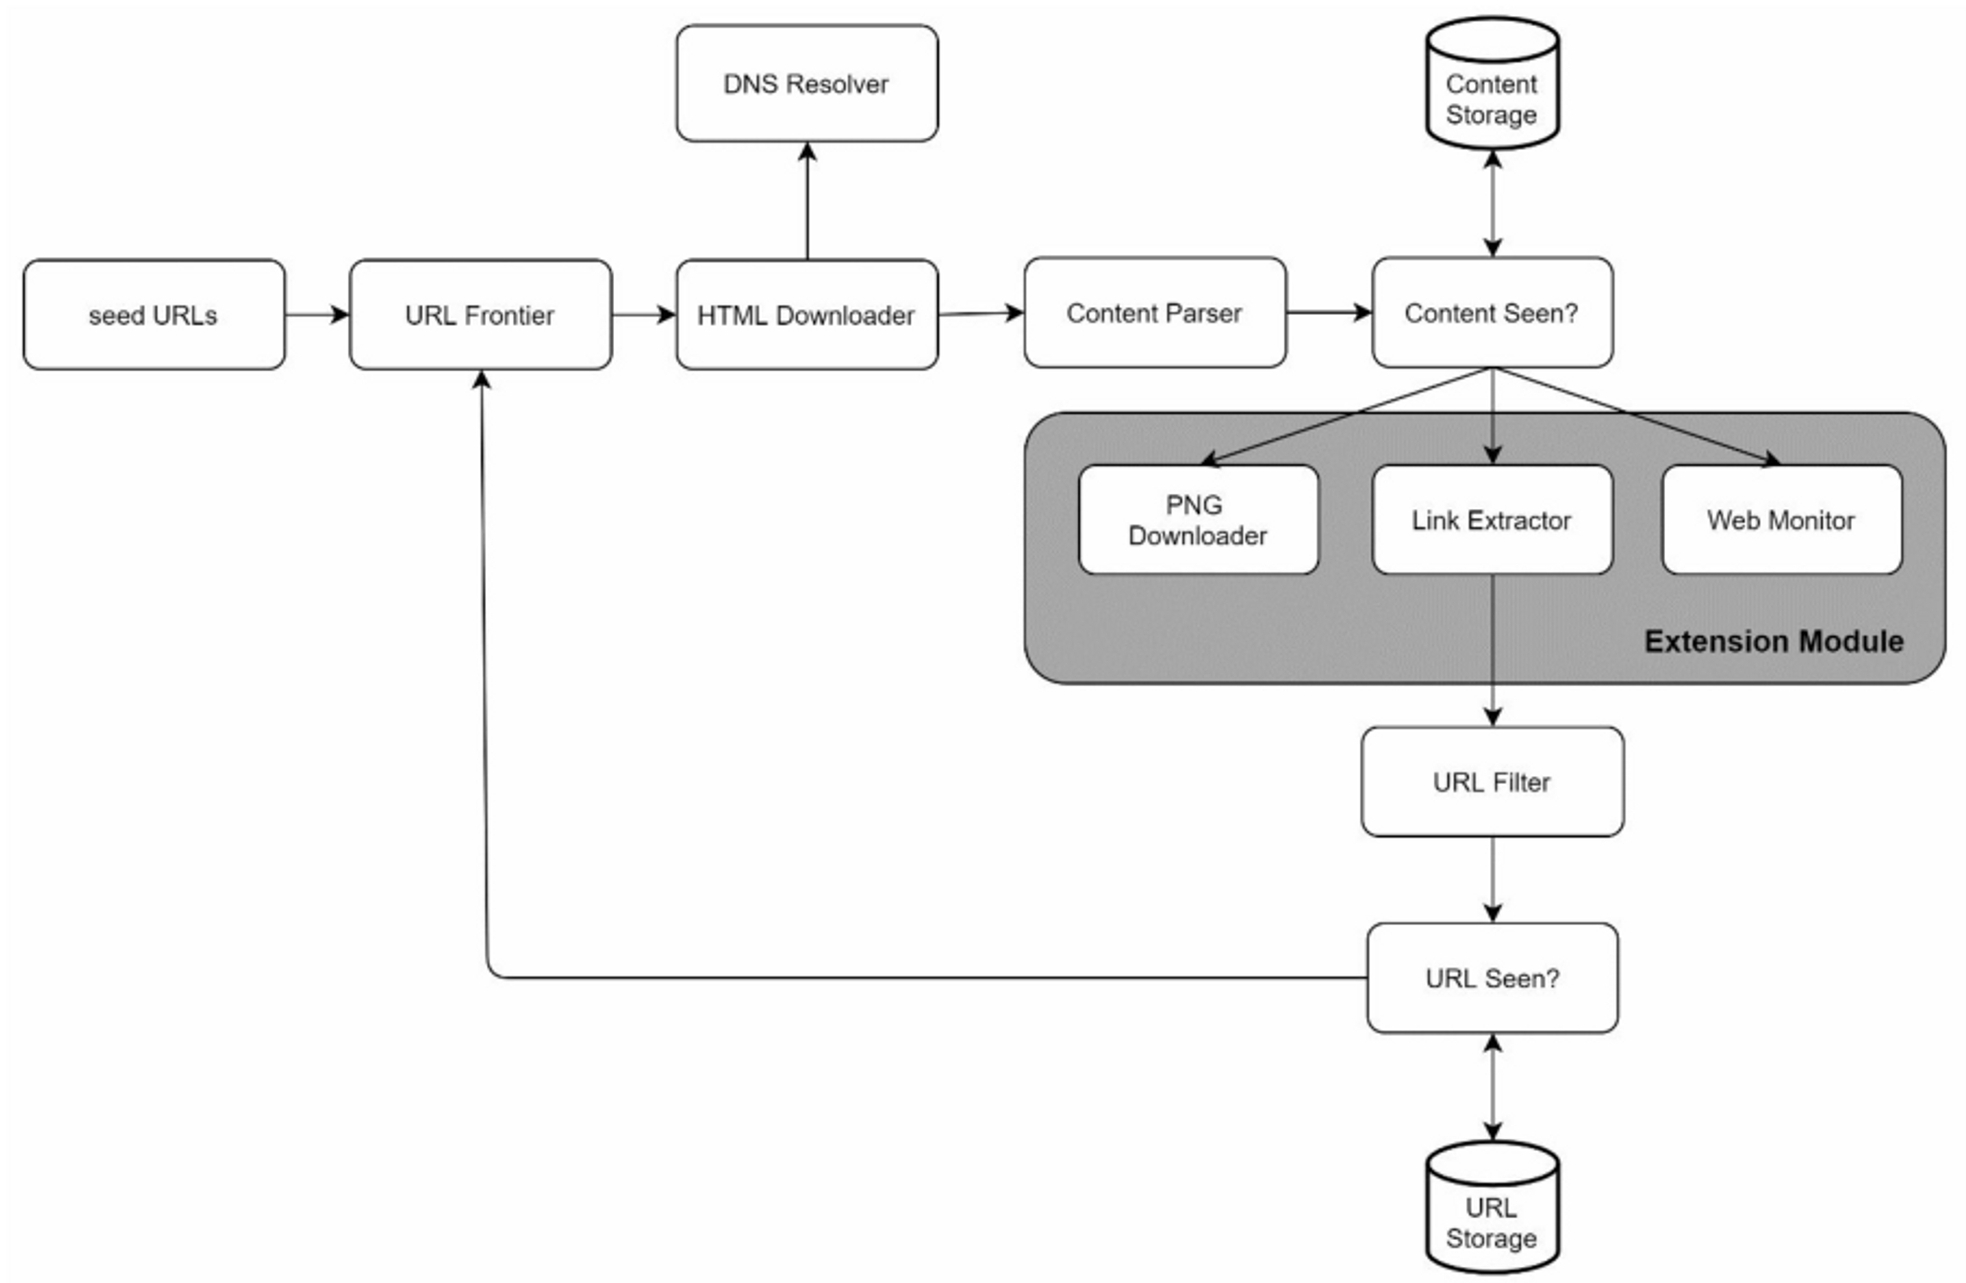 DNS Resolver
Content
Storage
seed URLs
URL Frontier
HTML Downloader
Content Parser
Content Seen?
PNG
Downloader
Link Extractor
Web Monitor
Extension Module
URL Filter
URL Seen?
URL
Storage